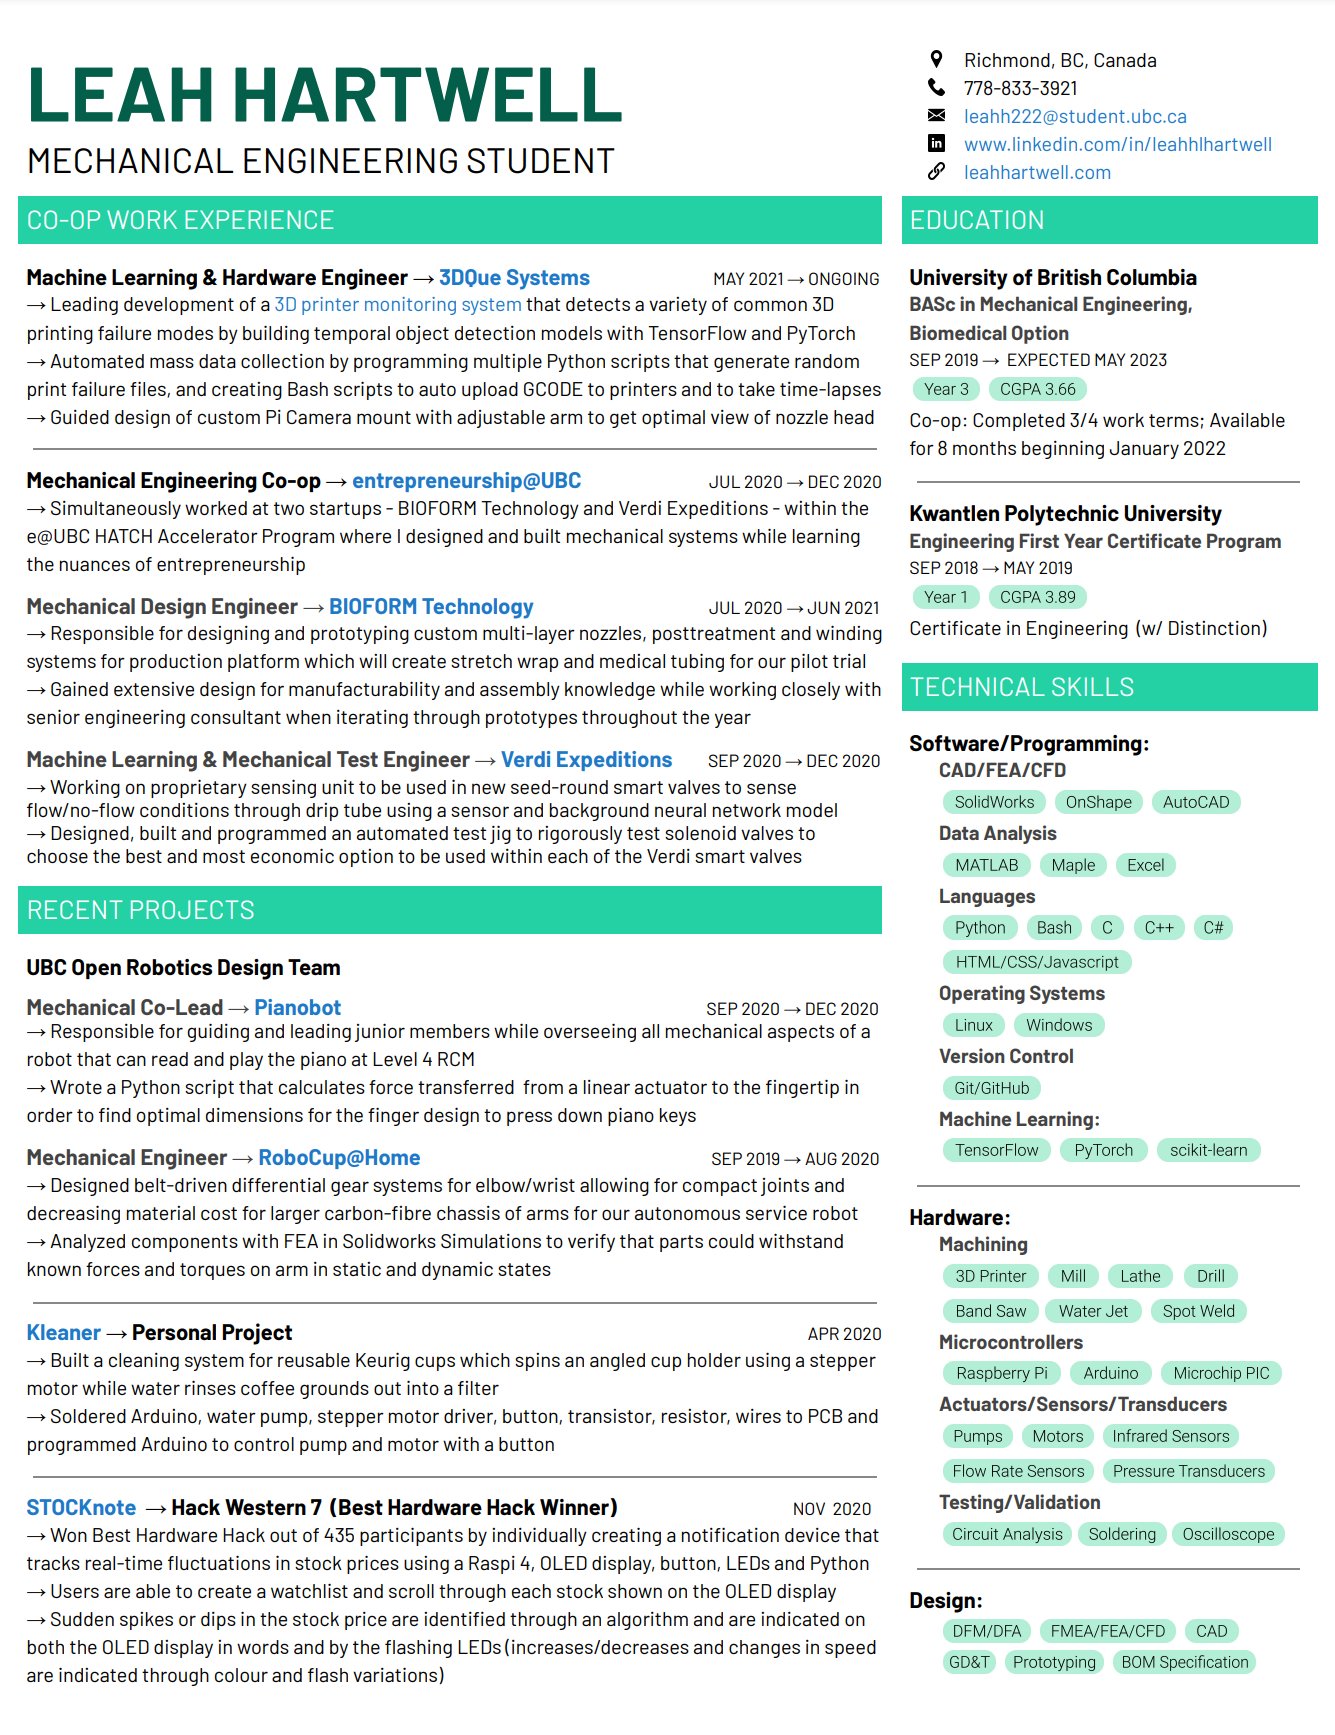 LEAH HARTWELL
MECHANICAL ENGINEERING STUDENT
Richmond, BC, Canada
778-833-3921
leahh222@student.ubc.ca
www.linkedin.com/in/leahhlhartwell
leahhartwell.com
CO-OP WORK EXPERIENCE
Machine Learning & Hardware Engineer → 3DQue Systems MAY 2021 → ONGOING
→ Leading development of a 3D printer monitoring system that detects a variety of common 3D
printing failure modes by building temporal object detection models with TensorFlow and PyTorch
→ Automated mass data collection by programming multiple Python scripts that generate random
print failure files, and creating Bash scripts to auto upload GCODE to printers and to take time-lapses
→ Guided design of custom Pi Camera mount with adjustable arm to get optimal view of nozzle head
Mechanical Engineering Co-op → entrepreneurship@UBC JUL 2020 → DEC 2020
→ Simultaneously worked at two startups - BIOFORM Technology and Verdi Expeditions - within the
e@UBC HATCH Accelerator Program where I designed and built mechanical systems while learning
the nuances of entrepreneurship
Mechanical Design Engineer → BIOFORM Technology JUL 2020 → JUN 2021
→ Responsible for designing and prototyping custom multi-layer nozzles, posttreatment and winding
systems for production platform which will create stretch wrap and medical tubing for our pilot trial
→ Gained extensive design for manufacturability and assembly knowledge while working closely with
senior engineering consultant when iterating through prototypes throughout the year
Machine Learning & Mechanical Test Engineer → Verdi Expeditions SEP 2020 → DEC 2020
→ Working on proprietary sensing unit to be used in new seed-round smart valves to sense
flow/no-flow conditions through drip tube using a sensor and background neural network model
→ Designed, built and programmed an automated test jig to rigorously test solenoid valves to
choose the best and most economic option to be used within each of the Verdi smart valves
RECENT PROJECTS
UBC Open Robotics Design Team
Mechanical Co-Lead → Pianobot SEP 2020 → DEC 2020
→ Responsible for guiding and leading junior members while overseeing all mechanical aspects of a
robot that can read and play the piano at Level 4 RCM
→ Wrote a Python script that calculates force transferred from a linear actuator to the fingertip in
order to find optimal dimensions for the finger design to press down piano keys
Mechanical Engineer → RoboCup@Home SEP 2019 → AUG 2020
→ Designed belt-driven differential gear systems for elbow/wrist allowing for compact joints and
decreasing material cost for larger carbon-fibre chassis of arms for our autonomous service robot
→ Analyzed components with FEA in Solidworks Simulations to verify that parts could withstand
known forces and torques on arm in static and dynamic states
Kleaner → Personal Project APR 2020
→ Built a cleaning system for reusable Keurig cups which spins an angled cup holder using a stepper
motor while water rinses coffee grounds out into a filter
→ Soldered Arduino, water pump, stepper motor driver, button, transistor, resistor, wires to PCB and
programmed Arduino to control pump and motor with a button
STOCKnote → Hack Western 7 (Best Hardware Hack Winner) NOV 2020
→ Won Best Hardware Hack out of 435 participants by individually creating a notification device that
tracks real-time fluctuations in stock prices using a Raspi 4, OLED display, button, LEDs and Python
→ Users are able to create a watchlist and scroll through each stock shown on the OLED display
→ Sudden spikes or dips in the stock price are identified through an algorithm and are indicated on
both the OLED display in words and by the flashing LEDs (increases/decreases and changes in speed
are indicated through colour and flash variations)
EDUCATION
University of British Columbia
BASc in Mechanical Engineering,
Biomedical Option
SEP 2019 → EXPECTED MAY 2023
Year 3 CGPA 3.66
Co-op: Completed 3/4 work terms; Available
for 8 months beginning January 2022
Kwantlen Polytechnic University
Engineering First Year Certificate Program
SEP 2018 → MAY 2019
Year 1 CGPA 3.89
Certificate in Engineering (w/ Distinction)
TECHNICAL SKILLS
Software/Programming:
CAD/FEA/CFD
SolidWorks OnShape AutoCAD
Data Analysis
MATLAB Maple Excel
Languages
Python Bash C C++ C#
HTML/CSS/Javascript
Operating Systems
Linux Windows
Version Control
Git/GitHub
Machine Learning:
TensorFlow PyTorch scikit-learn
Hardware:
Machining
3D Printer Mill Lathe Drill
Band Saw Water Jet Spot Weld
Microcontrollers
Raspberry Pi Arduino Microchip PIC
Actuators/Sensors/Transducers
Pumps Motors Infrared Sensors
Flow Rate Sensors Pressure Transducers
Testing/Validation
Circuit Analysis Soldering Oscilloscope
Design:
DFM/DFA FMEA/FEA/CFD CAD
GD&T Prototyping BOM Specification